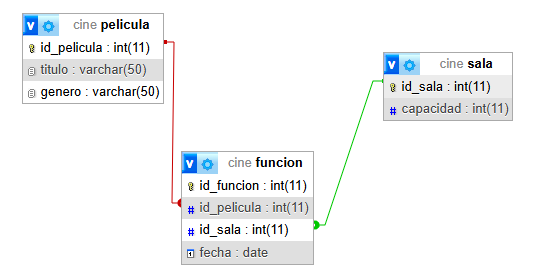 v cine pelicula
id_pelicula : int(11)
titulo : varchar(50)
genero : varchar(50)
v cine sala
id_sala : int(11)
# capacidad : int(11)
v cine funcion
id_funcion : int(11)
# id_pelicula : int(11)
# id_sala : int(11)
fecha : date